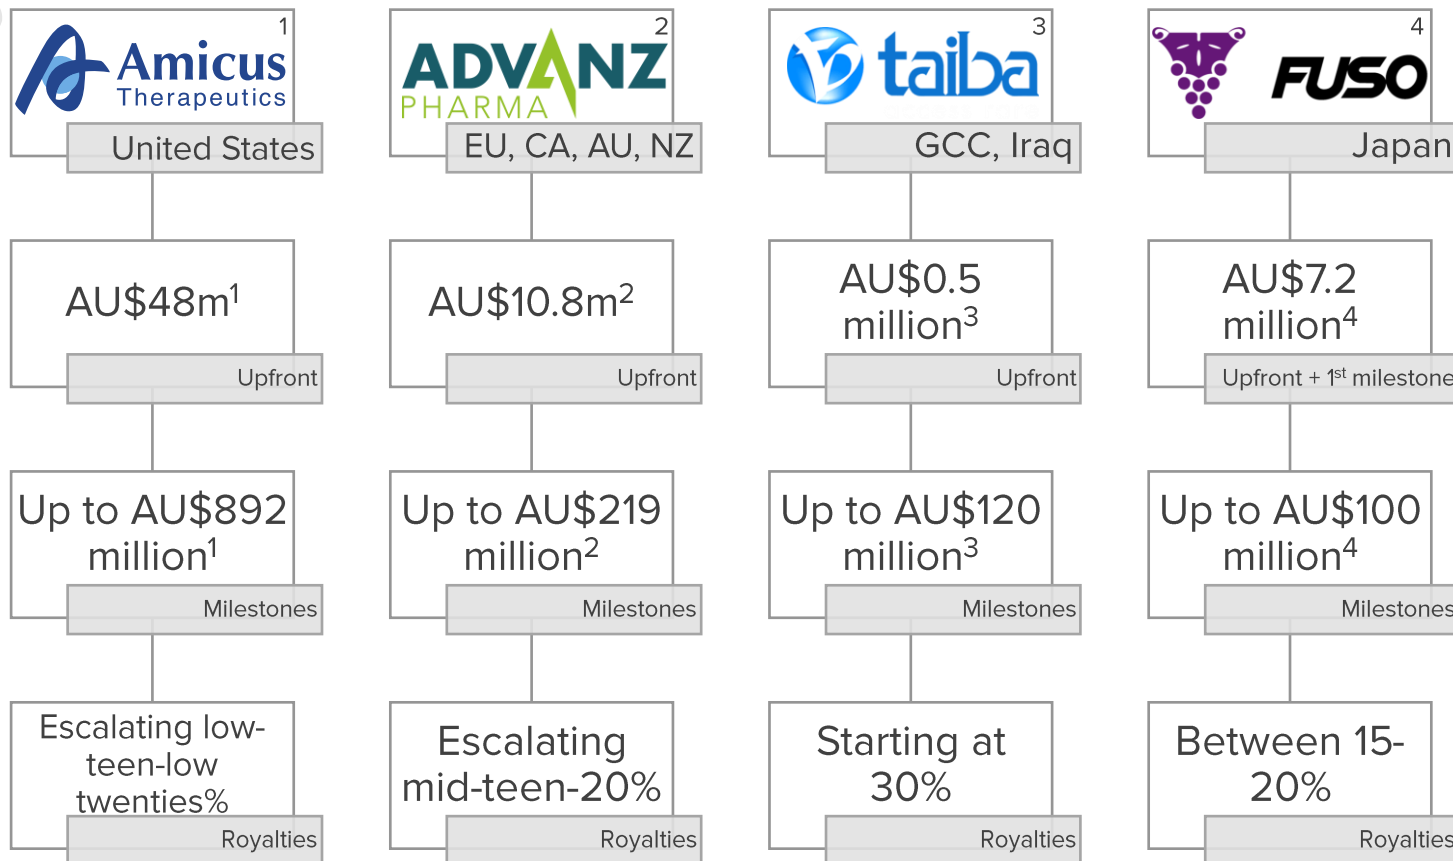 1
Amicus
Therapeutics
United States
AU$48m¹
Upfront
Up to AU$892
million¹
Milestones
Escalating low-
teen-low
twenties%
Royalties
2
ADVANZ
PHARMA
EU, CA, AU, NZ
AU$10.8m²
Upfront
Up to AU$219
million²
Milestones
Escalating
mid-teen-20%
Royalties
3
taiba
GCC, Iraq
AU$0.5
million³
Upfront
Up to AU$120
million³
Milestones
Starting at
30%
Royalties
4
FUSO
Japan
AU$7.2
million⁴
Upfront + 1st milestone
Up to AU$100
million⁴
Milestones
Between 15-
20%
Royalties